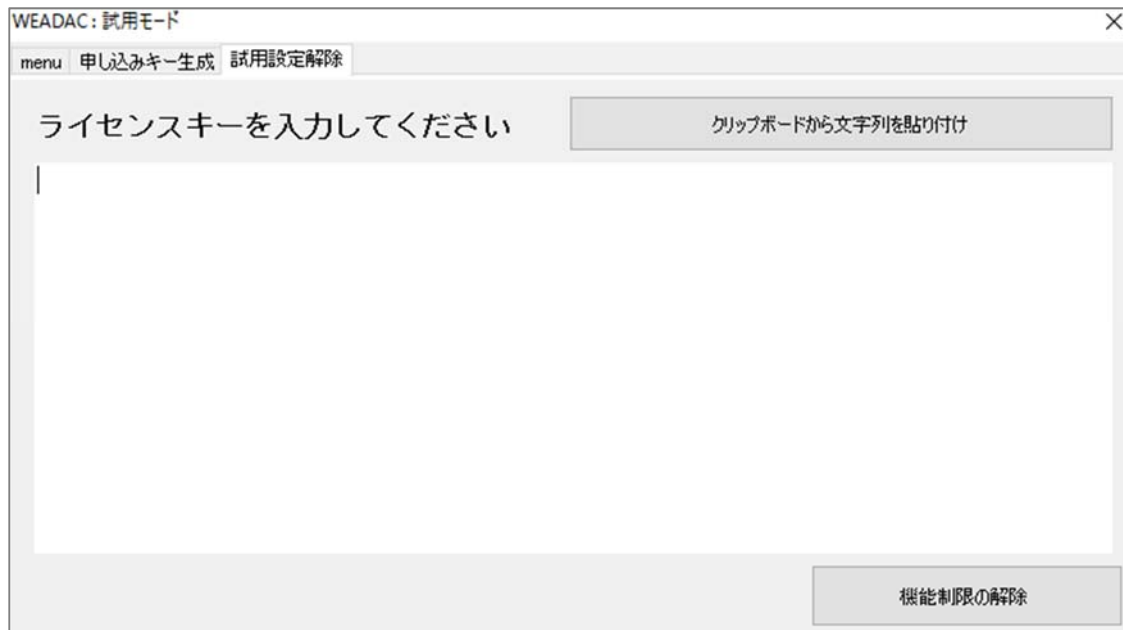 WEADAC : 試用モード
menu 申し込みキー生成 試用設定解除
ライセンスキーを入力してください
クリップボードから文字列を貼り付け
機能制限の解除